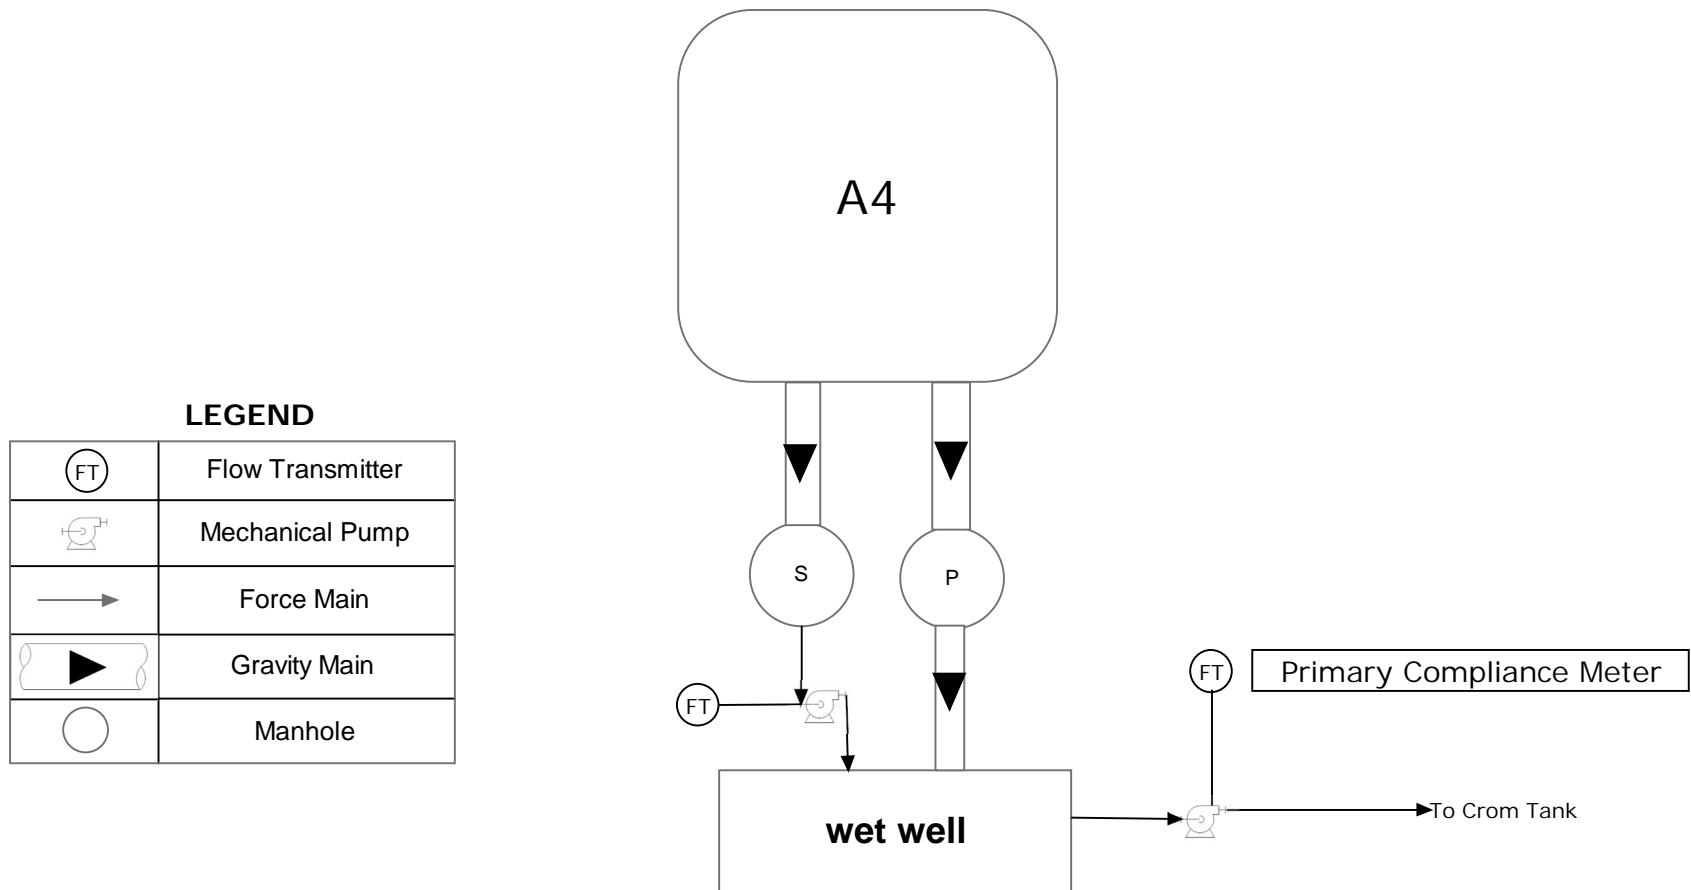 A4
LEGEND
FT Flow Transmitter
Mechanical Pump
Force Main
Gravity Main
Manhole
S
P
FT
FT
Primary Compliance Meter
wet well
To Crom Tank